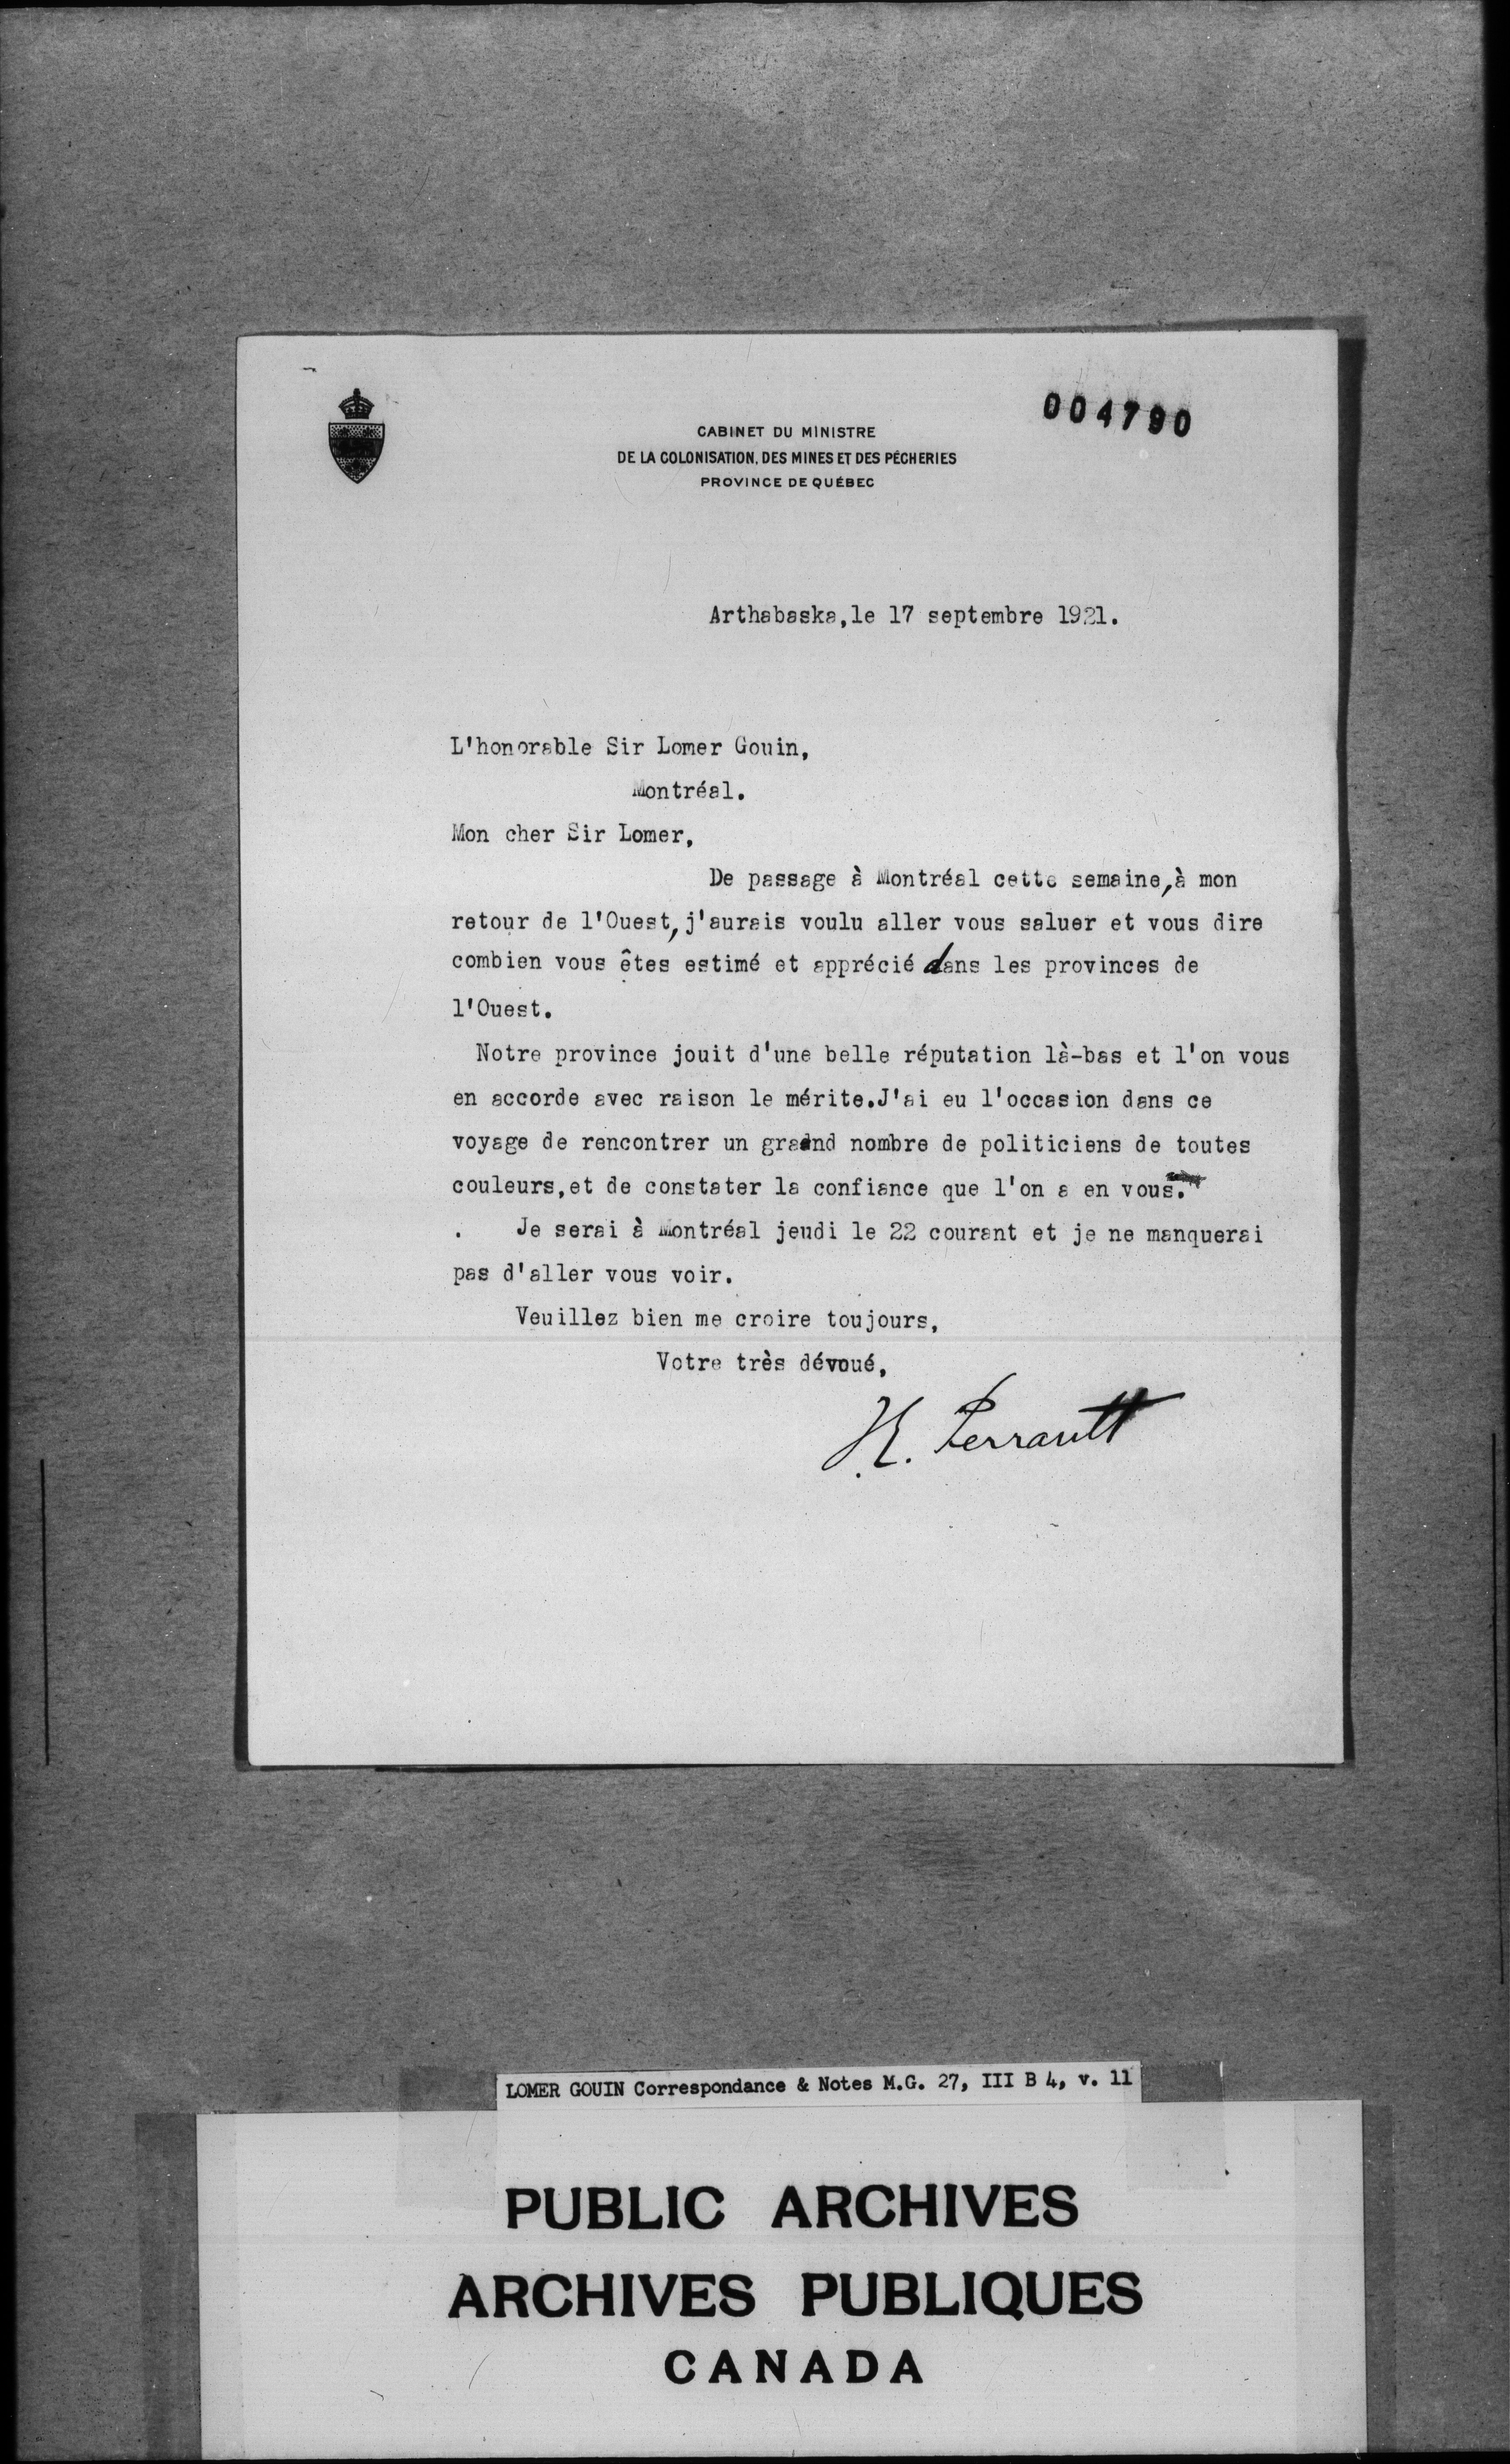 004790
CABINET DU MINISTRE
DE LA COLONISATION, DES MINES ET DES PÊCHERIES
PROVINCE DE QUÉBEC
Arthabaska, le 17 septembre 1921.
L'honorable Sir Lomer Gouin,
Montréal.
Mon cher Sir Lomer,
De passage à Montréal cette semaine, à mon
retour de l'Ouest, j'aurais voulu aller vous saluer et vous dire
combien vous êtes estimé et apprécié dans les provinces de
l'Ouest.
Notre province jouit d'une belle réputation là-bas et l'on vous
en accorde avec raison le mérite.J'ai eu l'occasion dans ce
voyage de rencontrer un grand nombre de politiciens de toutes
couleurs,et de constater la confiance que l'on a en vous.
. Je serai à Montréal jeudi le 22 courant et je ne manquerai
pas d'aller vous voir.
Veuillez bien me croire toujours,
Votre très dévoué,
J.E. Perrault
LOMER GOUIN Correspondance & Notes M.G. 27, III B 4, v. 11
PUBLIC ARCHIVES
ARCHIVES PUBLIQUES
CANADA